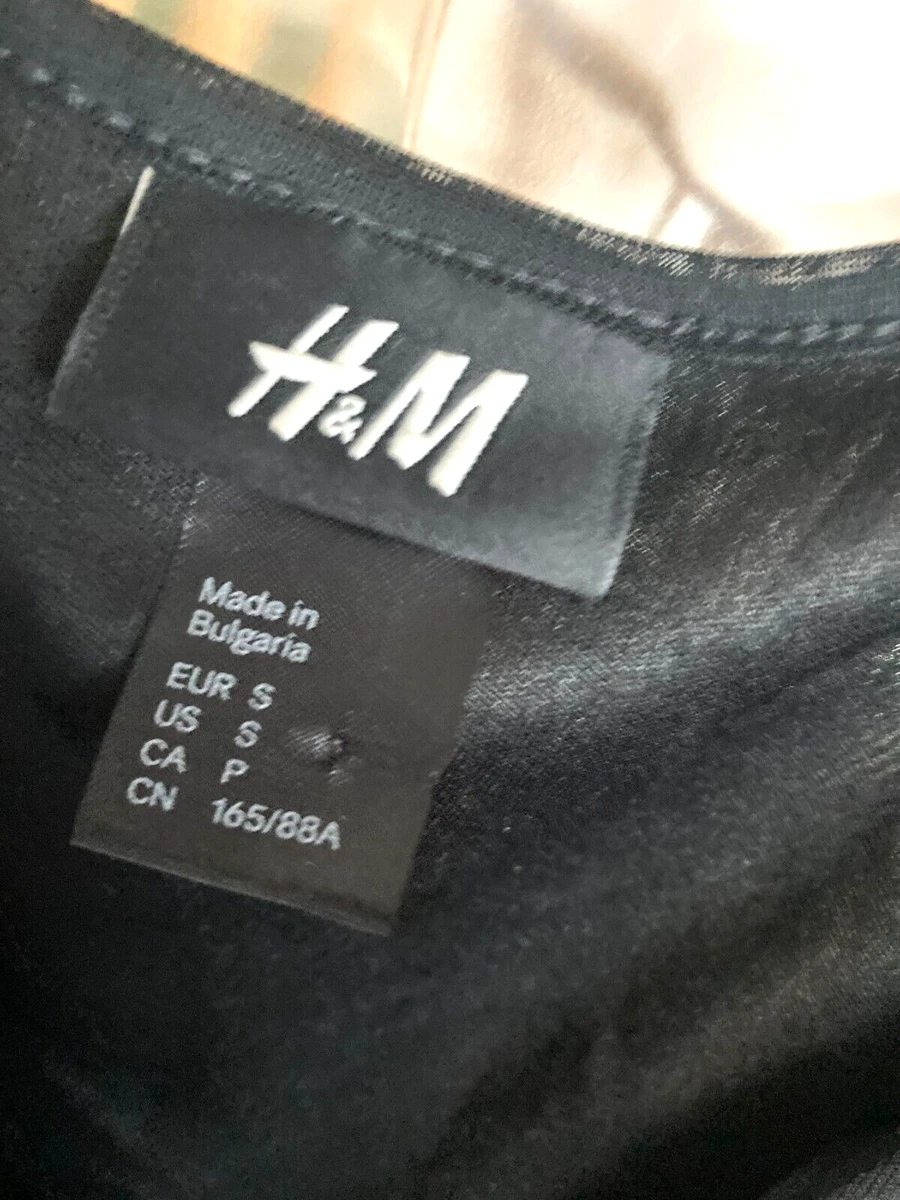 H&M
Made in
Bulgaria
EUR S
US S
CA P
CN 165/88A